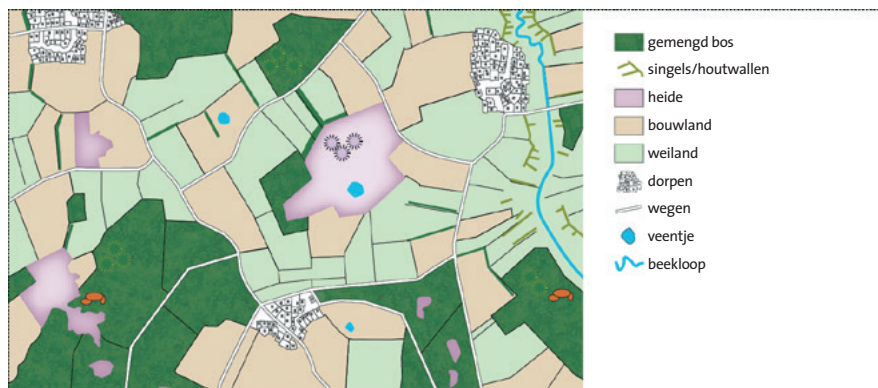 gemengd bos
singels/houtwallen
heide
bouwland
weiland
dorpen
wegen
veentje
beekloop